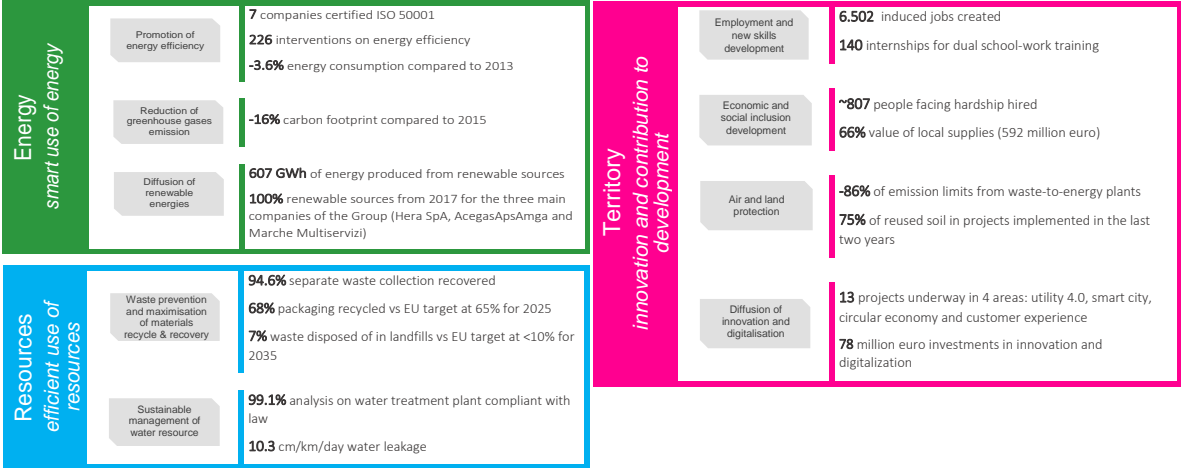 Energy
smart use of energy
Promotion of
energy efficiency
7 companies certified ISO 50001
226 interventions on energy efficiency
-3.6% energy consumption compared to 2013
Reduction of
greenhouse gases
emission
-16% carbon footprint compared to 2015
Diffusion of
renewable
energies
607 GWh of energy produced from renewable sources
100% renewable sources from 2017 for the three main
companies of the Group (Hera SpA, AcegasApsAmga and
Marche Multiservizi)
Resources
efficient use of
resources
Waste prevention
and maximisation
of materials
recycle & recovery
94.6% separate waste collection recovered
68% packaging recycled vs EU target at 65% for 2025
7% waste disposed of in landfills vs EU target at <10% for
2035
Sustainable
management of
water resource
99.1% analysis on water treatment plant compliant with
law
10.3 cm/km/day water leakage
Territory
innovation and contribution to
development
Employment and
new skills
development
6.502 induced jobs created
140 internships for dual school-work training
Economic and
social inclusion
development
~807 people facing hardship hired
66% value of local supplies (592 million euro)
Air and land
protection
-86% of emission limits from waste-to-energy plants
75% of reused soil in projects implemented in the last
two years
Diffusion of
innovation and
digitalisation
13 projects underway in 4 areas: utility 4.0, smart city,
circular economy and customer experience
78 million euro investments in innovation and
digitalization